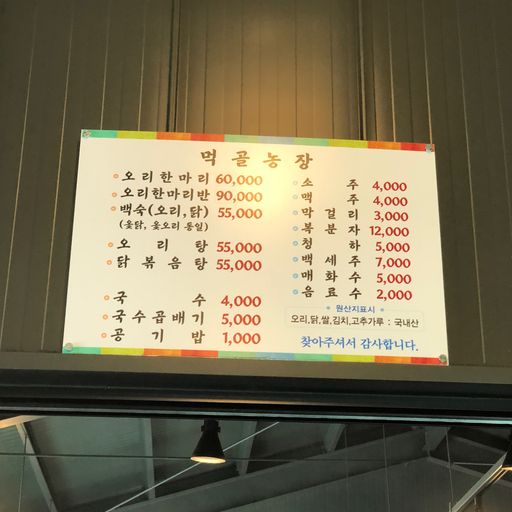 먹골농장
오리한마리 60,000
오리한마리반 90,000
백숙(오리,닭) 55,000
(옻닭, 옻오리 동일)
오리탕 55,000
닭볶음탕 55,000
국수 4,000
국수곱배기 5,000
공기밥 1,000
소주 4,000
맥주 4,000
막걸리 3,000
복분자 12,000
청하 5,000
백세주 7,000
매화수 5,000
음료수 2,000
원산지표시
오리,닭,쌀,김치,고추가루 : 국내산
찾아주셔서 감사합니다.